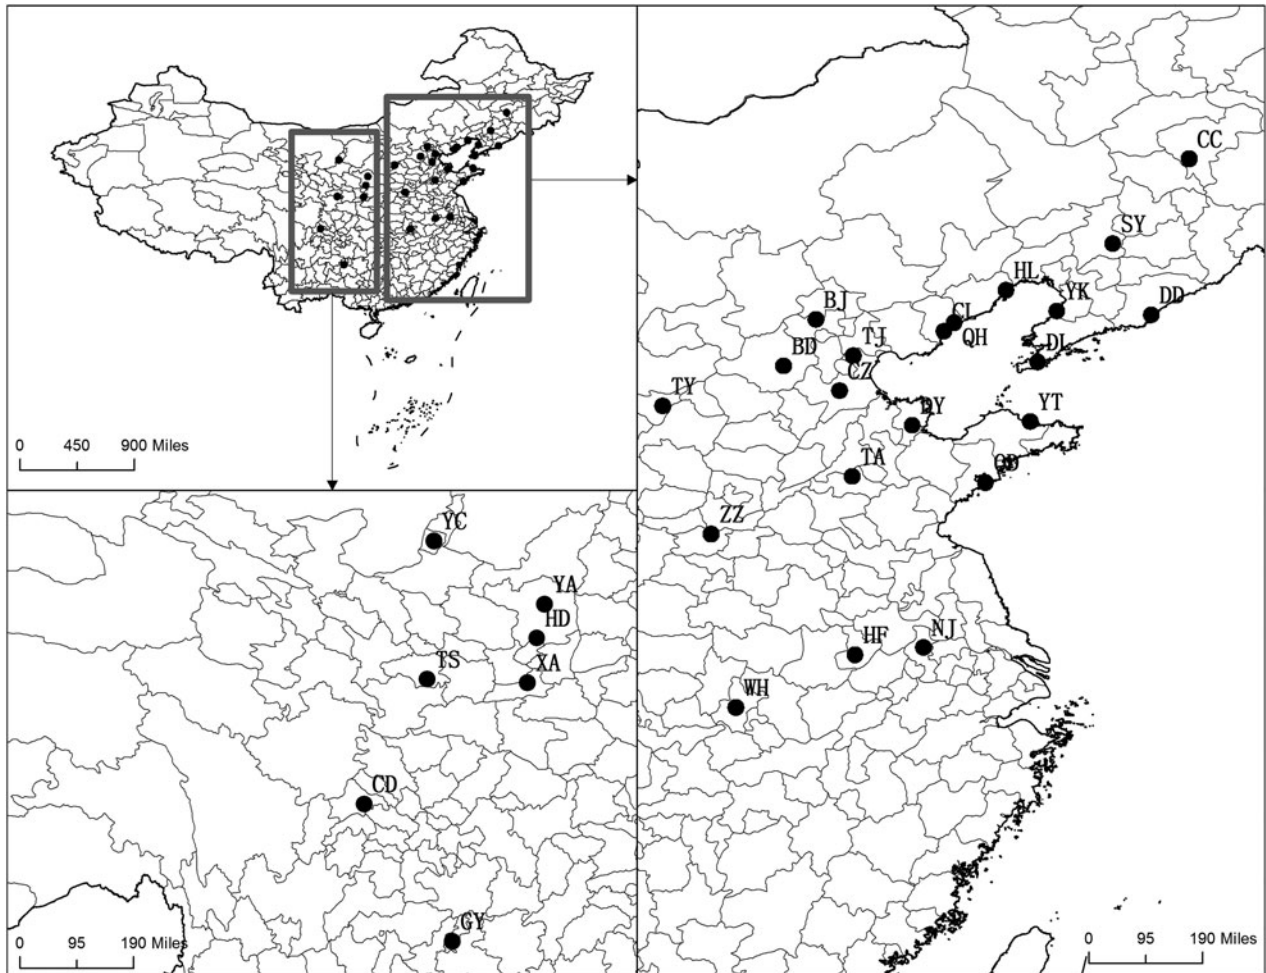 0 450 900 Miles
YC
YA
HD
TS
XA
CD
GY
0 95 190 Miles
CC
SY
HL
YK
DD
BJ
CL
QH
TJ
BD
DL
CZ
TY
DY
YT
TA
QD
ZZ
HF
NJ
WH
0 95 190 Miles